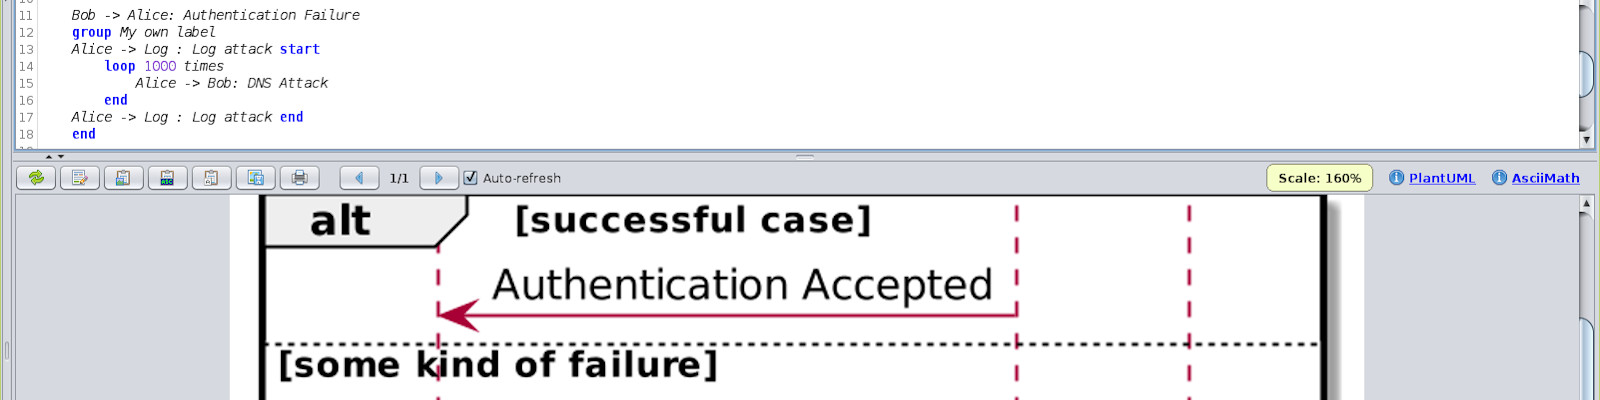 11 Bob -> Alice: Authentication Failure
12 group My own label
13 Alice -> Log : Log attack start
14 loop 1000 times
15 Alice -> Bob: DNS Attack
16 end
17 Alice -> Log : Log attack end
18 end
1/1 Auto-refresh Scale: 160% PlantUML AsciiMath
alt [successful case]
Authentication Accepted
[some kind of failure]